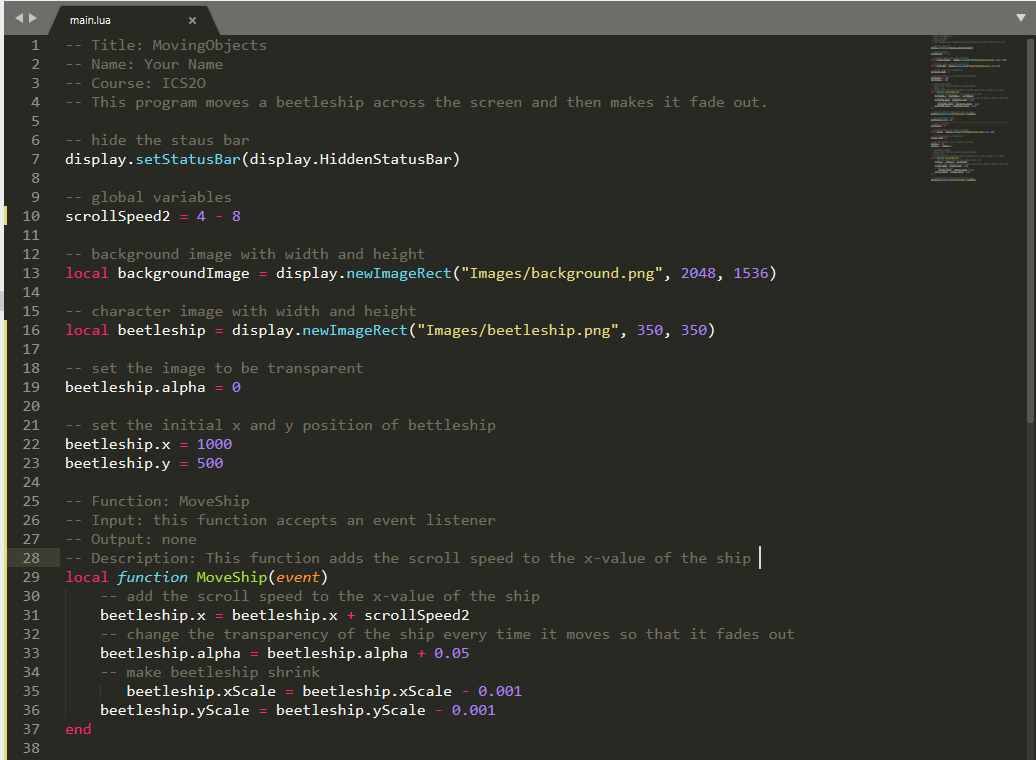 main.lua
1 -- Title: MovingObjects
2 -- Name: Your Name
3 -- Course: ICS2O
4 -- This program moves a beetleship across the screen and then makes it fade out.
5
6 -- hide the staus bar
7 display.setStatusBar(display.HiddenStatusBar)
8
9 -- global variables
10 scrollSpeed2 = 4 - 8
11
12 -- background image with width and height
13 local backgroundImage = display.newImageRect("Images/background.png", 2048, 1536)
14
15 -- character image with width and height
16 local beetleship = display.newImageRect("Images/beetleship.png", 350, 350)
17
18 -- set the image to be transparent
19 beetleship.alpha = 0
20
21 -- set the initial x and y position of bettleship
22 beetleship.x = 1000
23 beetleship.y = 500
24
25 -- Function: MoveShip
26 -- Input: this function accepts an event listener
27 -- Output: none
28 -- Description: This function adds the scroll speed to the x-value of the ship
29 local function MoveShip(event)
30 -- add the scroll speed to the x-value of the ship
31 beetleship.x = beetleship.x + scrollSpeed2
32 -- change the transparency of the ship every time it moves so that it fades out
33 beetleship.alpha = beetleship.alpha + 0.05
34 -- make beetleship shrink
35 beetleship.xScale = beetleship.xScale - 0.001
36 beetleship.yScale = beetleship.yScale - 0.001
37 end
38